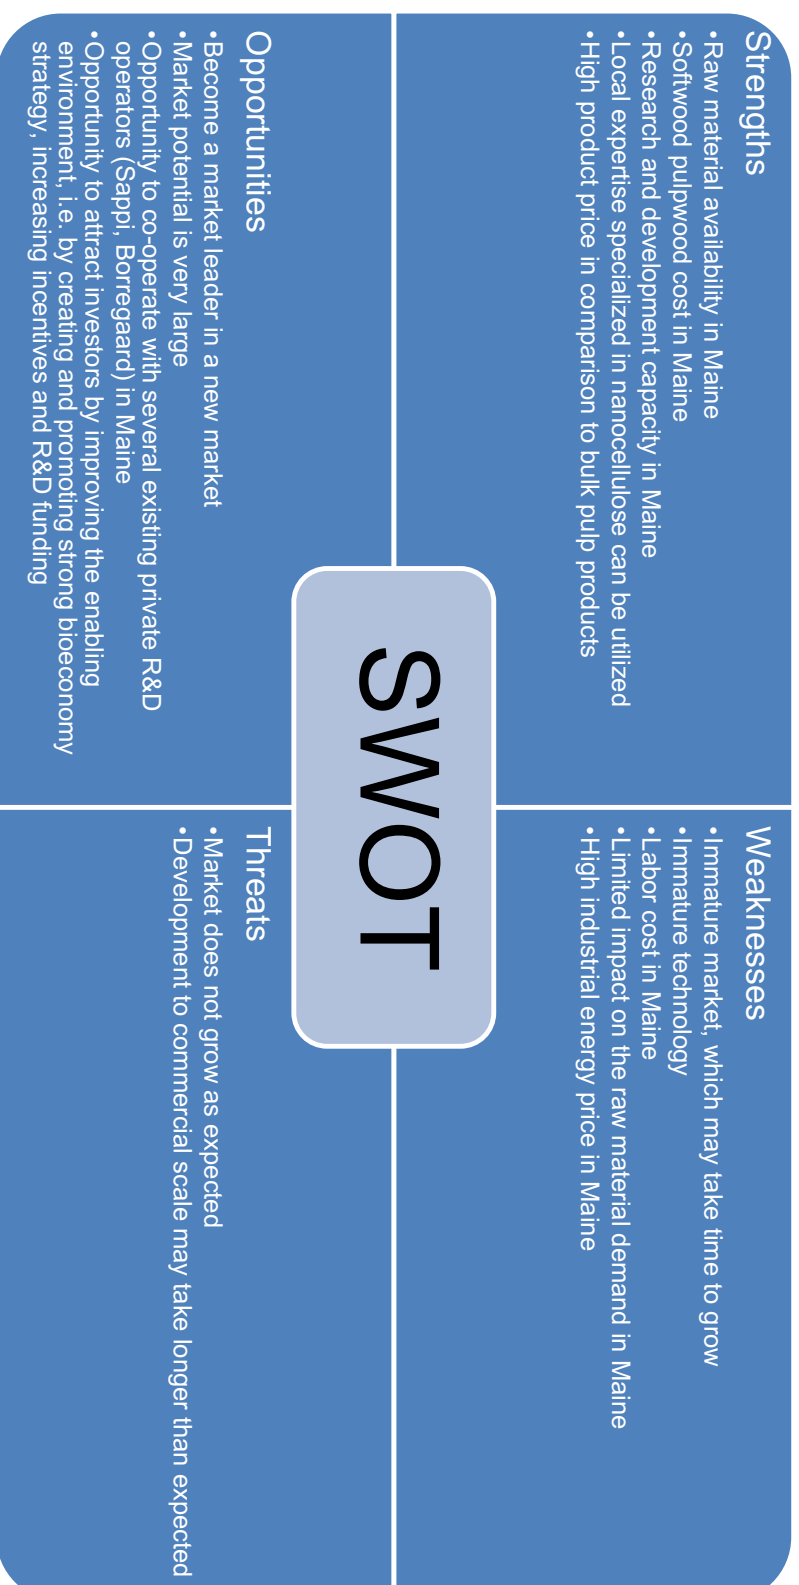 Strengths
•Raw material availability in Maine
•Softwood pulpwood cost in Maine
•Research and development capacity in Maine
•Local expertise specialized in nanocellulose can be utilized
•High product price in comparison to bulk pulp products
Weaknesses
•Immature market, which may take time to grow
•Immature technology
•Labor cost in Maine
•Limited impact on the raw material demand in Maine
•High industrial energy price in Maine
SWOT
Opportunities
•Become a market leader in a new market
•Market potential is very large
•Opportunity to co-operate with several existing private R&D
operators (Sappi, Borregaard) in Maine
•Opportunity to attract investors by improving the enabling
environment, i.e. by creating and promoting strong bioeconomy
strategy, increasing incentives and R&D funding
Threats
•Market does not grow as expected
•Development to commercial scale may take longer than expected